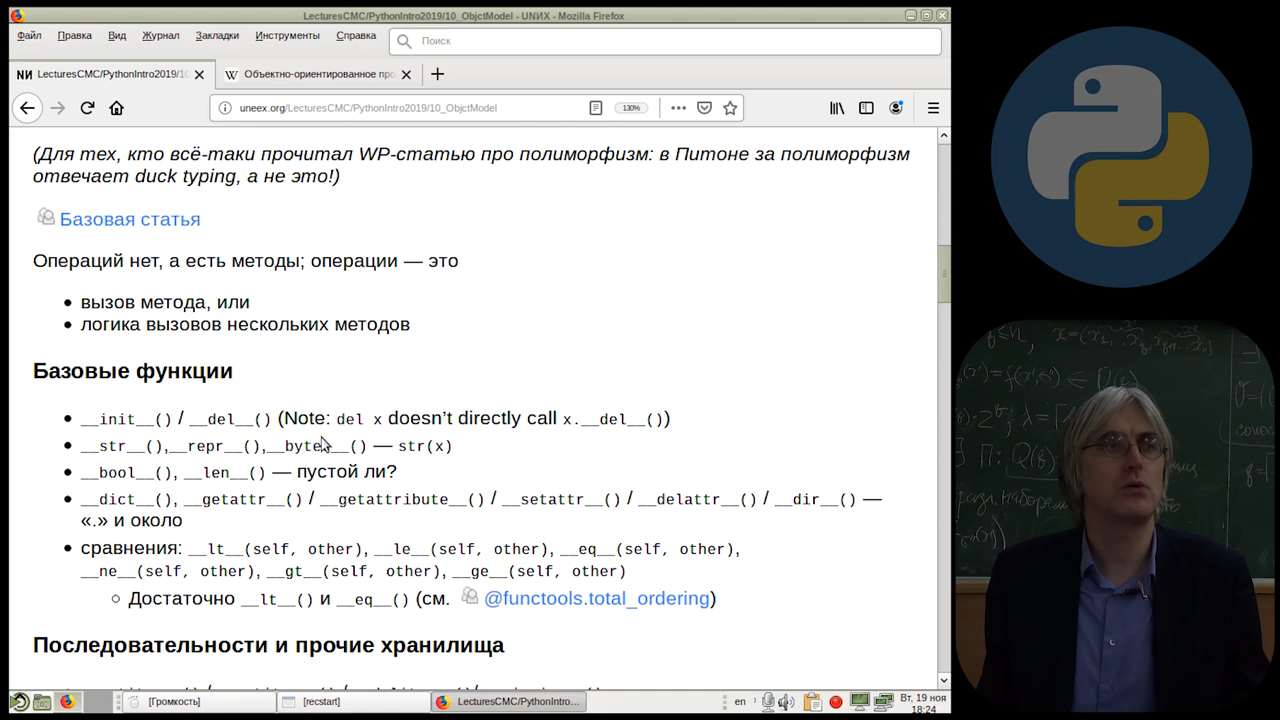 LecturesCMC/PythonIntro2019/10_ObjctModel - UNИX - Mozilla Firefox
Файл Правка Вид Журнал Закладки Инструменты Справка Поиск
NИ LecturesCMC/PythonIntro2019/10 W Объектно-ориентированное про
uneex.org/LecturesCMC/PythonIntro2019/10_ObjctModel 130%
(Для тех, кто всё-таки прочитал WP-статью про полиморфизм: в Питоне за полиморфизм
отвечает duck typing, а не это!)
Базовая статья
Операций нет, а есть методы; операции — это
• вызов метода, или
• логика вызовов нескольких методов
Базовые функции
• __init__() / __del__() (Note: del x doesn’t directly call x.__del__())
• __str__(),__repr__(),__bytes__() — str(x)
• __bool__(), __len__() — пустой ли?
• __dict__(), __getattr__() / __getattribute__() / __setattr__() / __delattr__() / __dir__() —
«.» и около
• сравнения: __lt__(self, other), __le__(self, other), __eq__(self, other),
__ne__(self, other), __gt__(self, other), __ge__(self, other)
Достаточно __lt__() и __eq__() (см. @functools.total_ordering)
Последовательности и прочие хранилища
[Громкость] [recstart] LecturesCMC/PythonIntro... en Вт, 19 ноя
18:24